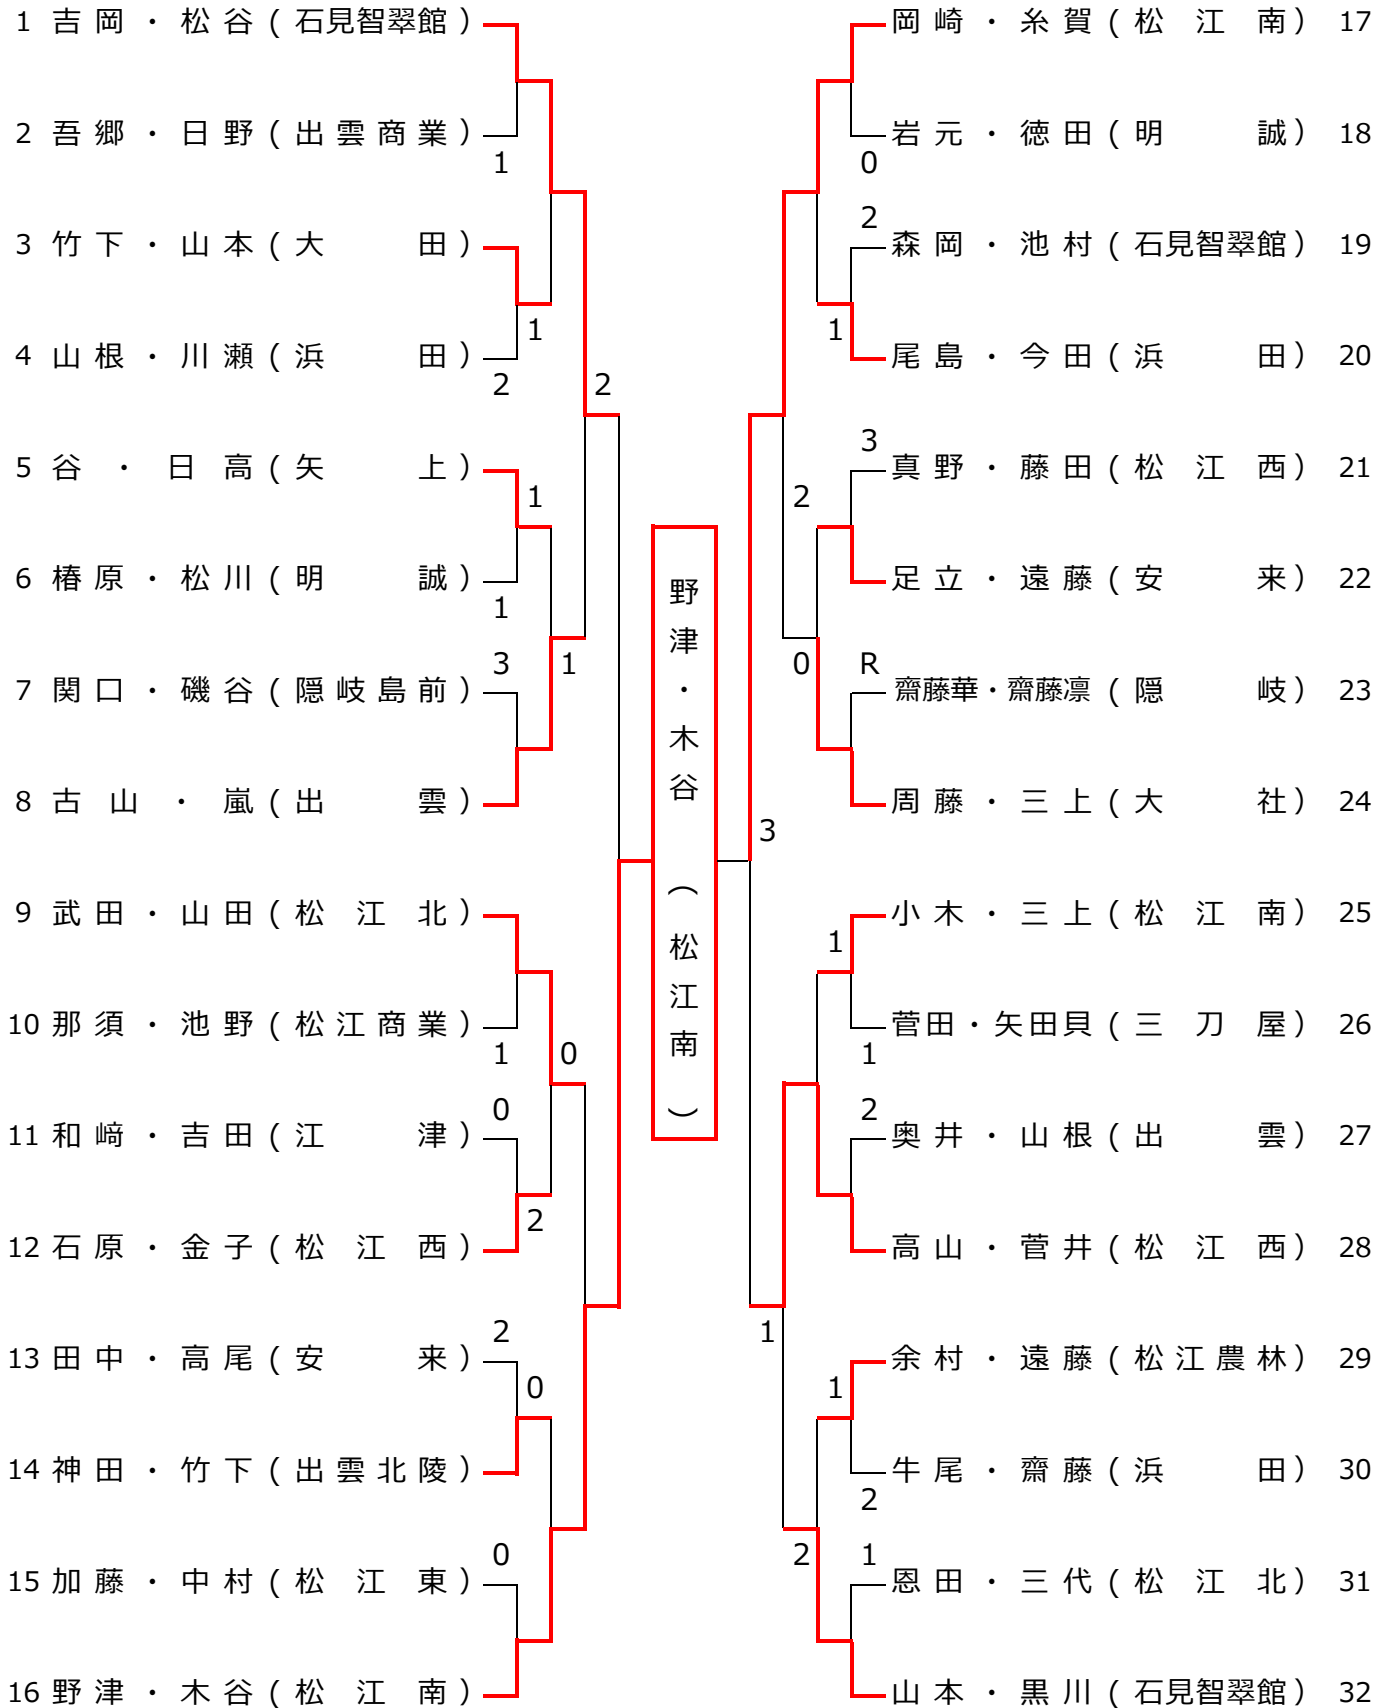 1 吉岡・松谷(石見智翠館)
2 吾郷・日野(出雲商業)
1
3 竹下・山本(大田)
1
4 山根・川瀬(浜田)
2
2
5 谷・日高(矢上)
1
6 椿原・松川(明誠)
1
3
7 関口・磯谷(隠岐島前)
1
8 古山・嵐(出雲)
9 武田・山田(松江北)
10 那須・池野(松江商業)
1
0
0
11 和﨑・吉田(江津)
2
12 石原・金子(松江西)
2
13 田中・高尾(安来)
0
14 神田・竹下(出雲北陵)
0
15 加藤・中村(松江東)
16 野津・木谷(松江南)
野津・木谷(松江南)
岡崎・糸賀(松江南) 17
岩元・徳田(明誠) 18
0
2
森岡・池村(石見智翠館) 19
1
尾島・今田(浜田) 20
3
真野・藤田(松江西) 21
2
足立・遠藤(安来) 22
0
R
齋藤華・齋藤凛(隠岐) 23
周藤・三上(大社) 24
3
小木・三上(松江南) 25
1
菅田・矢田貝(三刀屋) 26
1
2
奥井・山根(出雲) 27
高山・菅井(松江西) 28
1
余村・遠藤(松江農林) 29
1
牛尾・齋藤(浜田) 30
2
2
1
恩田・三代(松江北) 31
山本・黒川(石見智翠館) 32